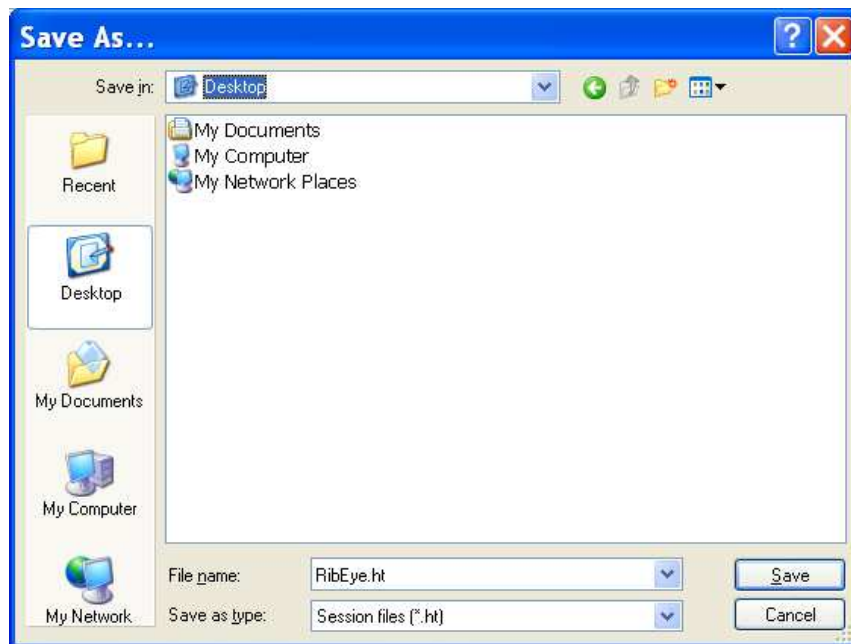 Save As...
Save in:
Desktop
My Documents
My Computer
My Network Places
Recent
Desktop
My Documents
My Computer
My Network
File name:
RibEye.ht
Save
Save as type:
Session files (*.ht)
Cancel